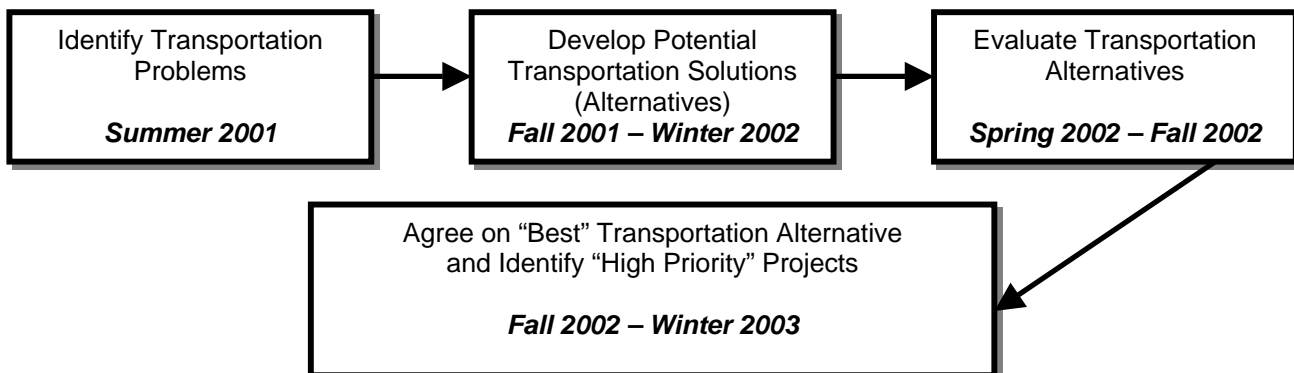 Identify Transportation
Problems
Summer 2001
Develop Potential
Transportation Solutions
(Alternatives)
Fall 2001 – Winter 2002
Evaluate Transportation
Alternatives
Spring 2002 – Fall 2002
Agree on “Best” Transportation Alternative
and Identify “High Priority” Projects
Fall 2002 – Winter 2003